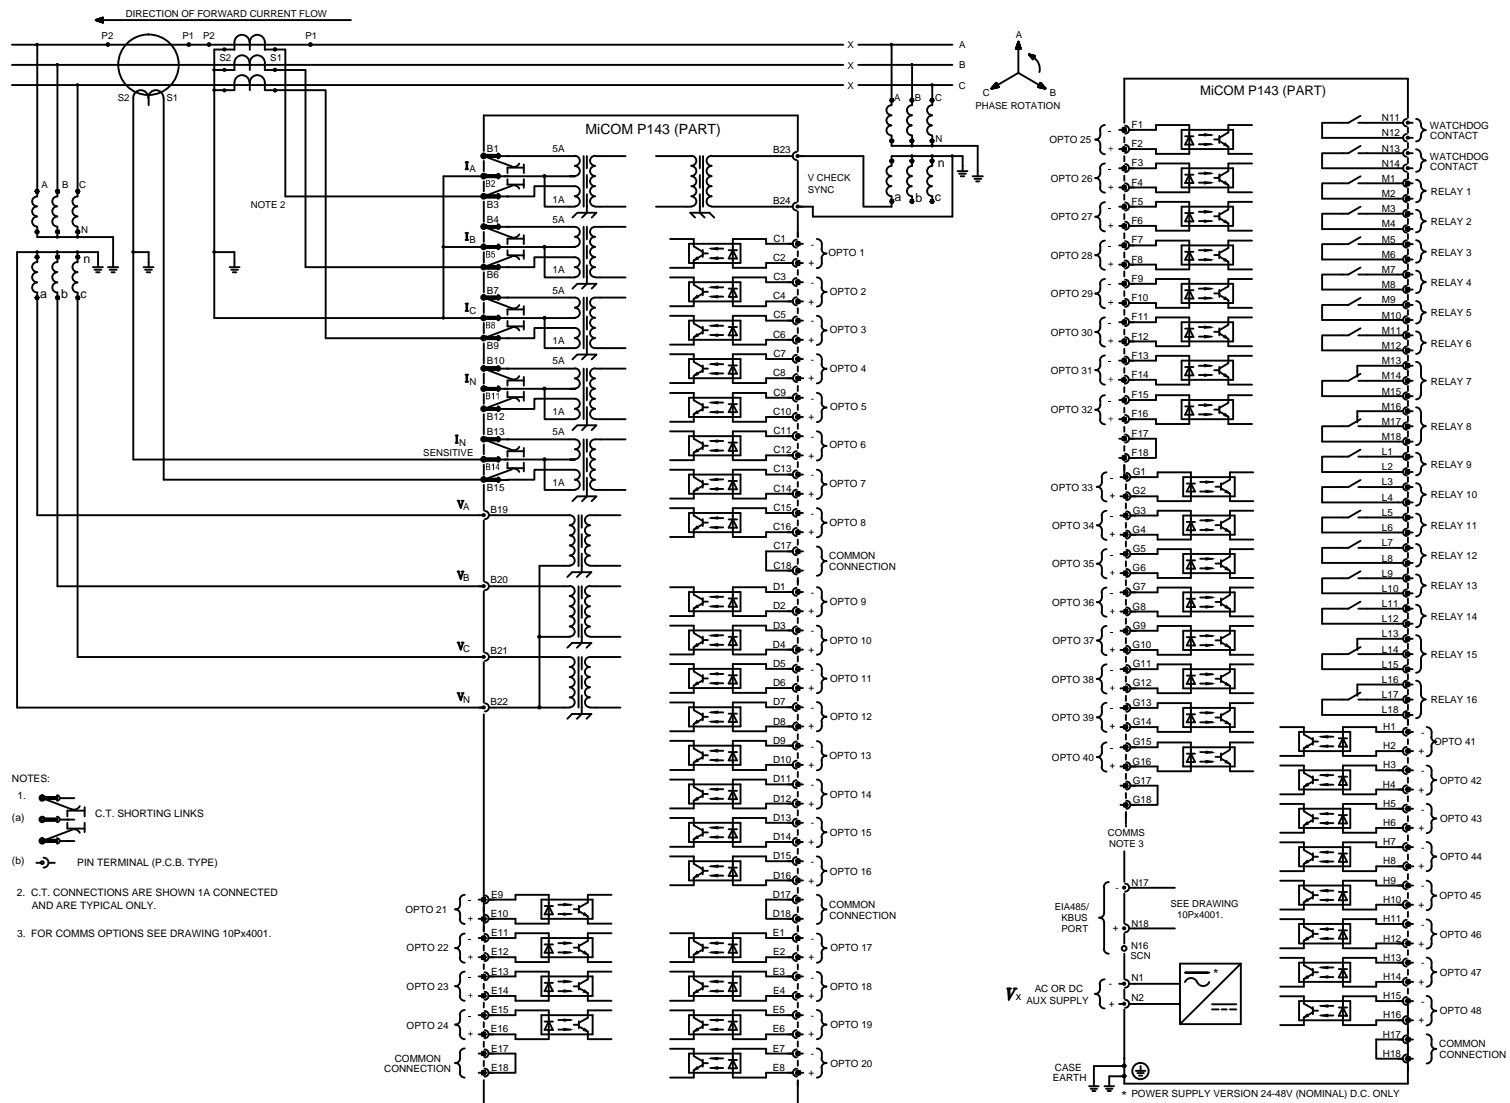 DIRECTION OF FORWARD CURRENT FLOW
P2
P1
P2
P1
S2
S1
S2
S1
X
A
X
B
X
C
A
B
C
N
n
a
b
c
A
C
B
PHASE ROTATION
A
B
C
N
n
a
b
c
NOTE 2
MiCOM P143 (PART)
B1
5A
IA
B2
B3
1A
B4
5A
IB
B5
B6
1A
B7
5A
IC
B8
B9
1A
B10
5A
IN
B11
B12
1A
B13
5A
IN
SENSITIVE
B14
B15
1A
VA
B19
VB
B20
VC
B21
VN
B22
B23
V CHECK
SYNC
B24
C1 -
C2 +
OPTO 1
C3 -
C4 +
OPTO 2
C5 -
C6 +
OPTO 3
C7 -
C8 +
OPTO 4
C9 -
C10 +
OPTO 5
C11 -
C12 +
OPTO 6
C13 -
C14 +
OPTO 7
C15 -
C16 +
OPTO 8
C17
C18
COMMON
CONNECTION
D1 -
D2 +
OPTO 9
D3 -
D4 +
OPTO 10
D5 -
D6 +
OPTO 11
D7 -
D8 +
OPTO 12
D9 -
D10 +
OPTO 13
D11 -
D12 +
OPTO 14
D13 -
D14 +
OPTO 15
D15 -
D16 +
OPTO 16
D17
D18
COMMON
CONNECTION
E1 -
E2 +
OPTO 17
E3 -
E4 +
OPTO 18
E5 -
E6 +
OPTO 19
E7 -
E8 +
OPTO 20
OPTO 21
- E9
+ E10
OPTO 22
- E11
+ E12
OPTO 23
- E13
+ E14
OPTO 24
- E15
+ E16
COMMON
CONNECTION
E17
E18
NOTES:
1.
(a)
C.T. SHORTING LINKS
(b)
PIN TERMINAL (P.C.B. TYPE)
2. C.T. CONNECTIONS ARE SHOWN 1A CONNECTED
AND ARE TYPICAL ONLY.
3. FOR COMMS OPTIONS SEE DRAWING 10Px4001.
MiCOM P143 (PART)
OPTO 25
- F1
+ F2
OPTO 26
- F3
+ F4
OPTO 27
- F5
+ F6
OPTO 28
- F7
+ F8
OPTO 29
- F9
+ F10
OPTO 30
- F11
+ F12
OPTO 31
- F13
+ F14
OPTO 32
- F15
+ F16
F17
F18
OPTO 33
- G1
+ G2
OPTO 34
- G3
+ G4
OPTO 35
- G5
+ G6
OPTO 36
- G7
+ G8
OPTO 37
- G9
+ G10
OPTO 38
- G11
+ G12
OPTO 39
- G13
+ G14
OPTO 40
- G15
+ G16
G17
G18
COMMS
NOTE 3
EIA485/
KBUS
PORT
- N17
+ N18
N16
SCN
SEE DRAWING
10Px4001.
Vx
AC OR DC
AUX SUPPLY
- N1
+ N2
*
CASE
EARTH
N11
N12
WATCHDOG
CONTACT
N13
N14
WATCHDOG
CONTACT
M1
M2
RELAY 1
M3
M4
RELAY 2
M5
M6
RELAY 3
M7
M8
RELAY 4
M9
M10
RELAY 5
M11
M12
RELAY 6
M13
M14
M15
RELAY 7
M16
M17
M18
RELAY 8
L1
L2
RELAY 9
L3
L4
RELAY 10
L5
L6
RELAY 11
L7
L8
RELAY 12
L9
L10
RELAY 13
L11
L12
RELAY 14
L13
L14
L15
RELAY 15
L16
L17
L18
RELAY 16
H1 -
H2 +
OPTO 41
H3 -
H4 +
OPTO 42
H5 -
H6 +
OPTO 43
H7 -
H8 +
OPTO 44
H9 -
H10 +
OPTO 45
H11 -
H12 +
OPTO 46
H13 -
H14 +
OPTO 47
H15 -
H16 +
OPTO 48
H17
H18
COMMON
CONNECTION
* POWER SUPPLY VERSION 24-48V (NOMINAL) D.C. ONLY